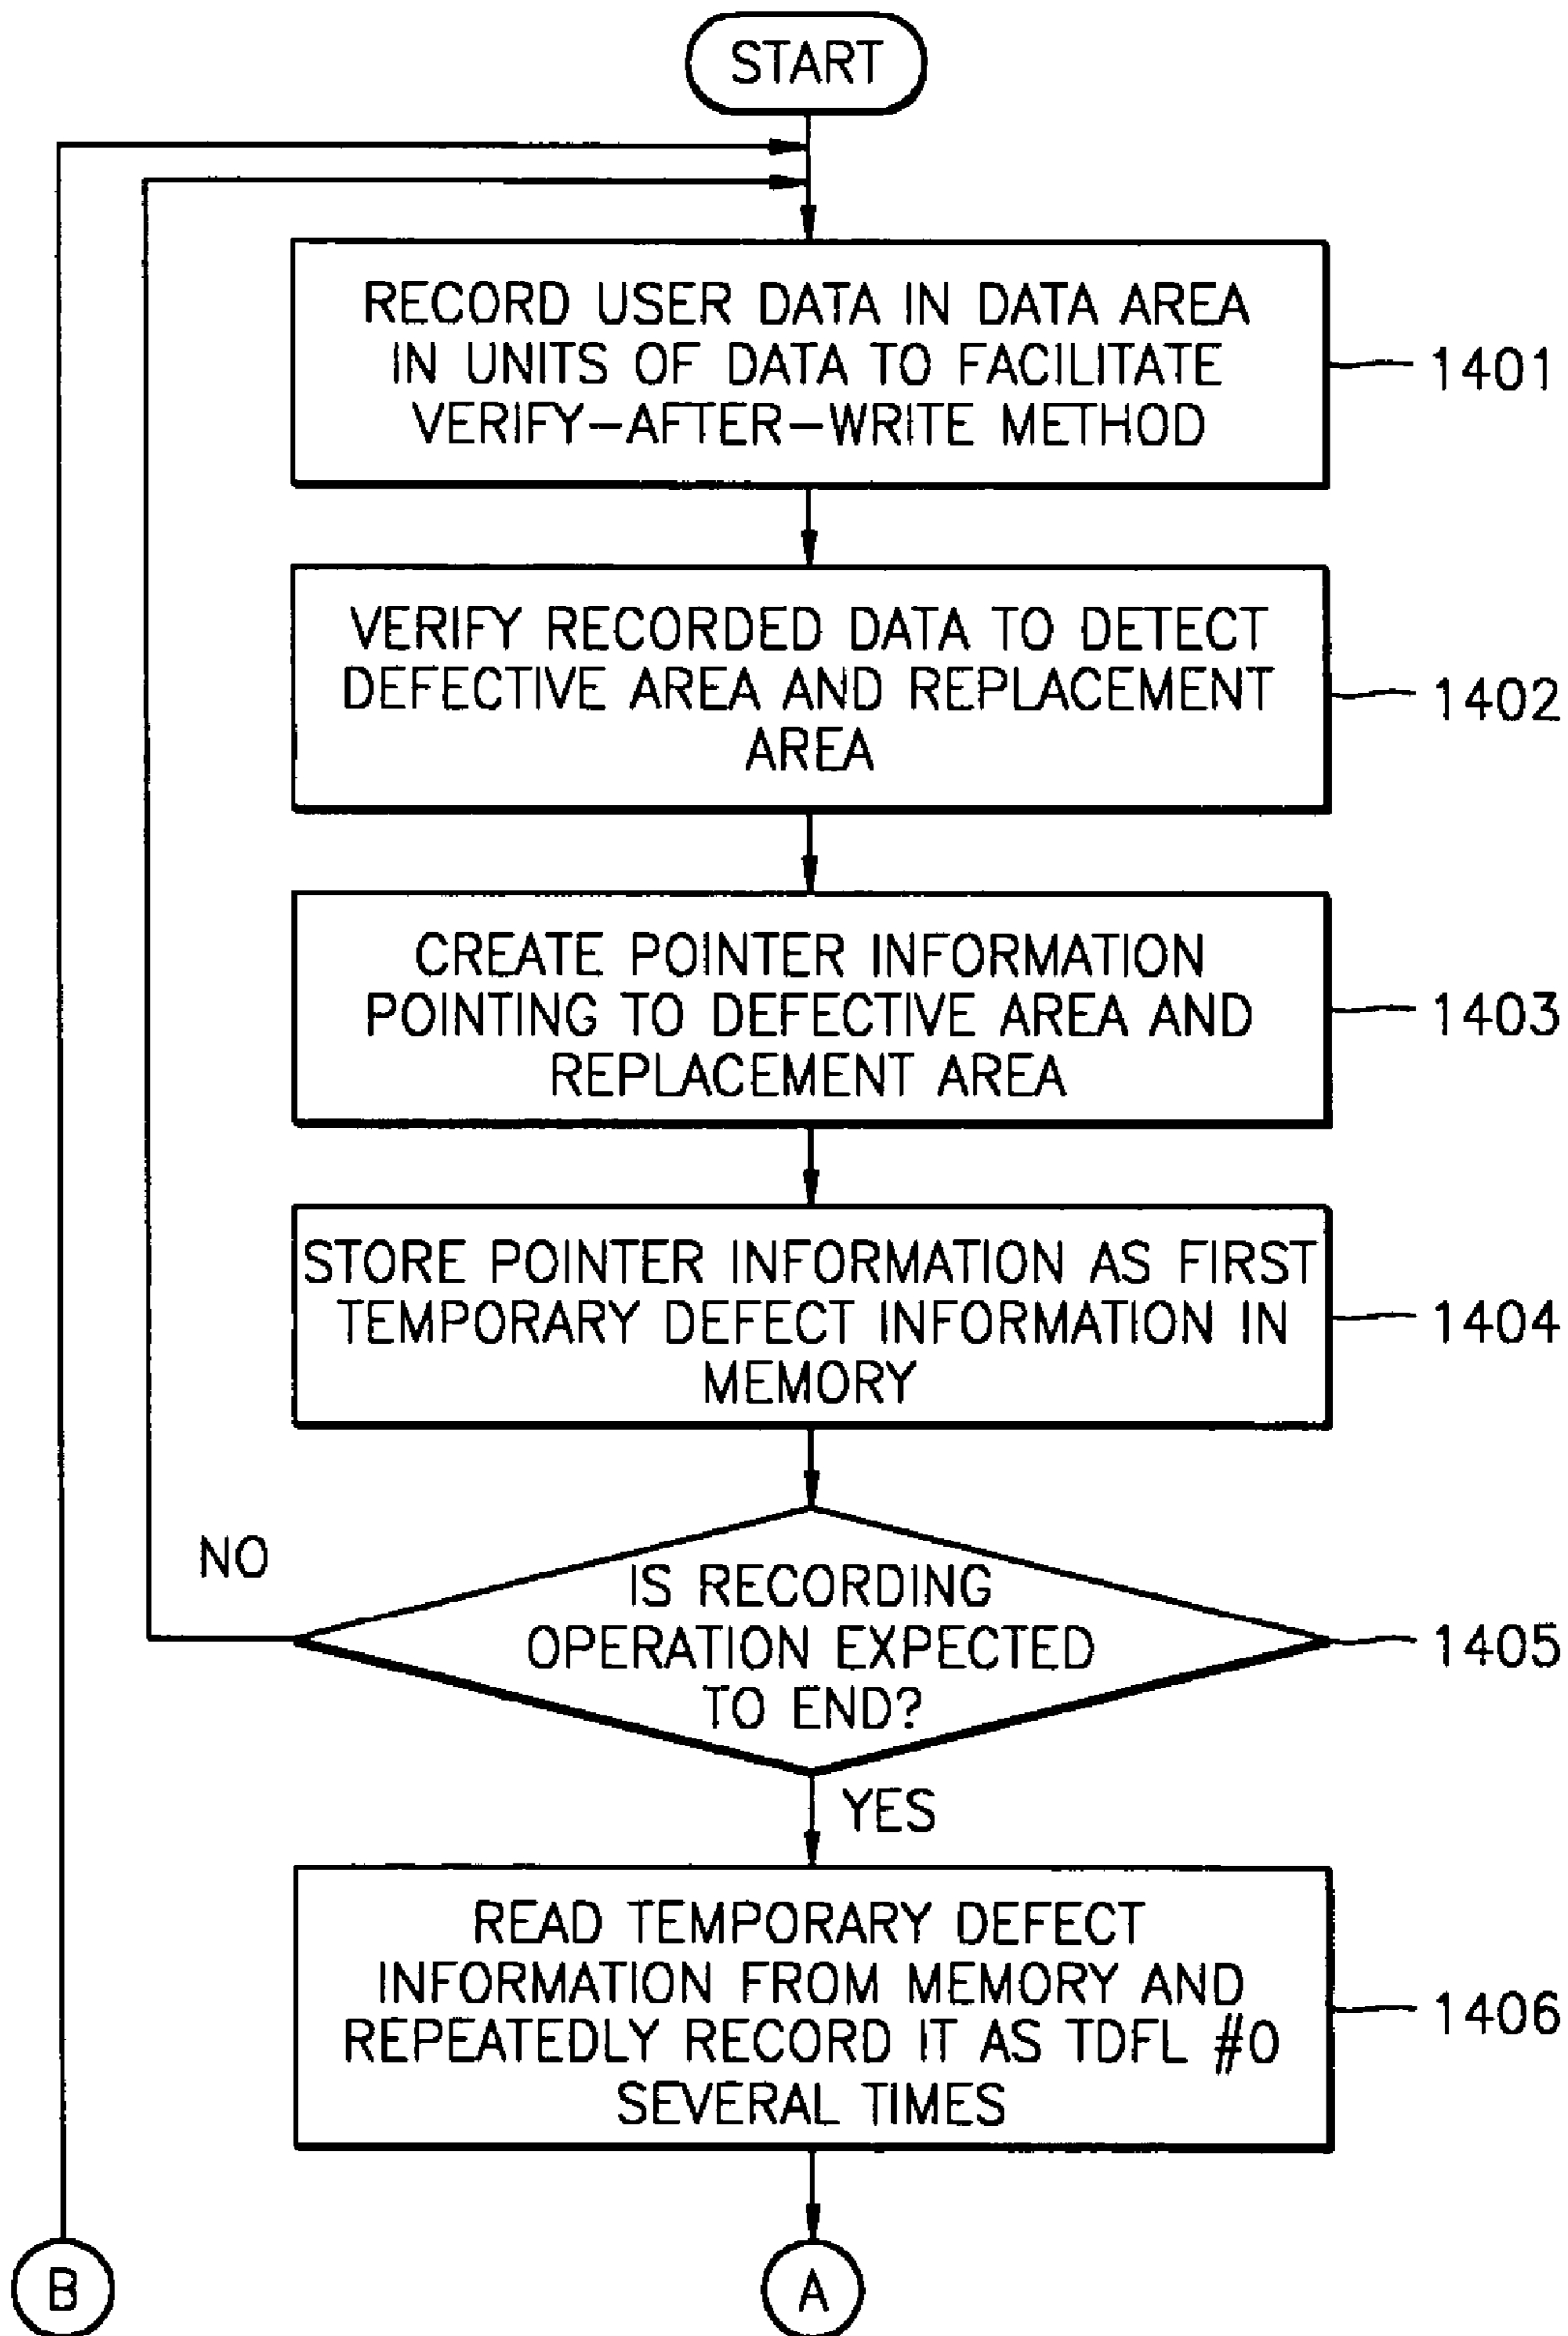 START
RECORD USER DATA IN DATA AREA
IN UNITS OF DATA TO FACILITATE
VERIFY-AFTER-WRITE METHOD
1401
VERIFY RECORDED DATA TO DETECT
DEFECTIVE AREA AND REPLACEMENT
AREA
1402
CREATE POINTER INFORMATION
POINTING TO DEFECTIVE AREA AND
REPLACEMENT AREA
1403
STORE POINTER INFORMATION AS FIRST
TEMPORARY DEFECT INFORMATION IN
MEMORY
1404
NO
IS RECORDING
OPERATION EXPECTED
TO END?
1405
YES
READ TEMPORARY DEFECT
INFORMATION FROM MEMORY AND
REPEATEDLY RECORD IT AS TDFL #0
SEVERAL TIMES
1406
B
A